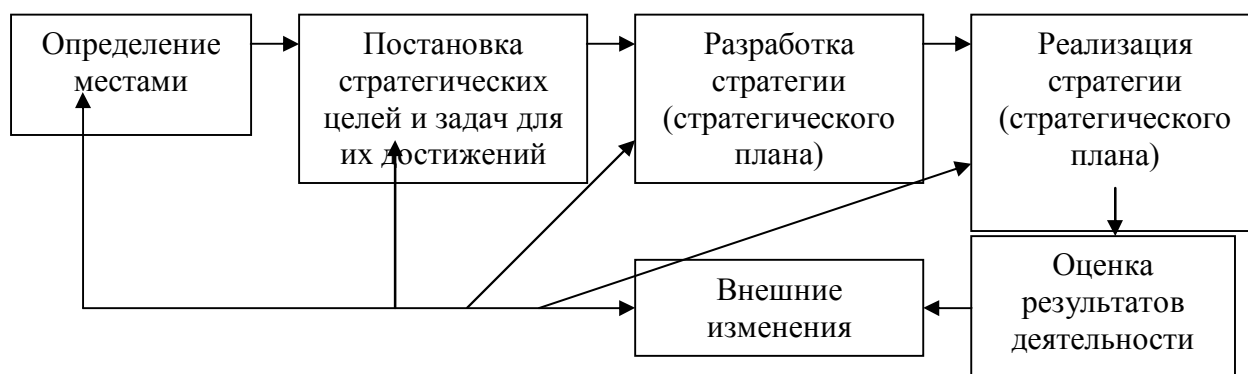 Определение
местами
Постановка
стратегических
целей и задач для
их достижений
Разработка
стратегии
(стратегического
плана)
Реализация
стратегии
(стратегического
плана)
Внешние
изменения
Оценка
результатов
деятельности